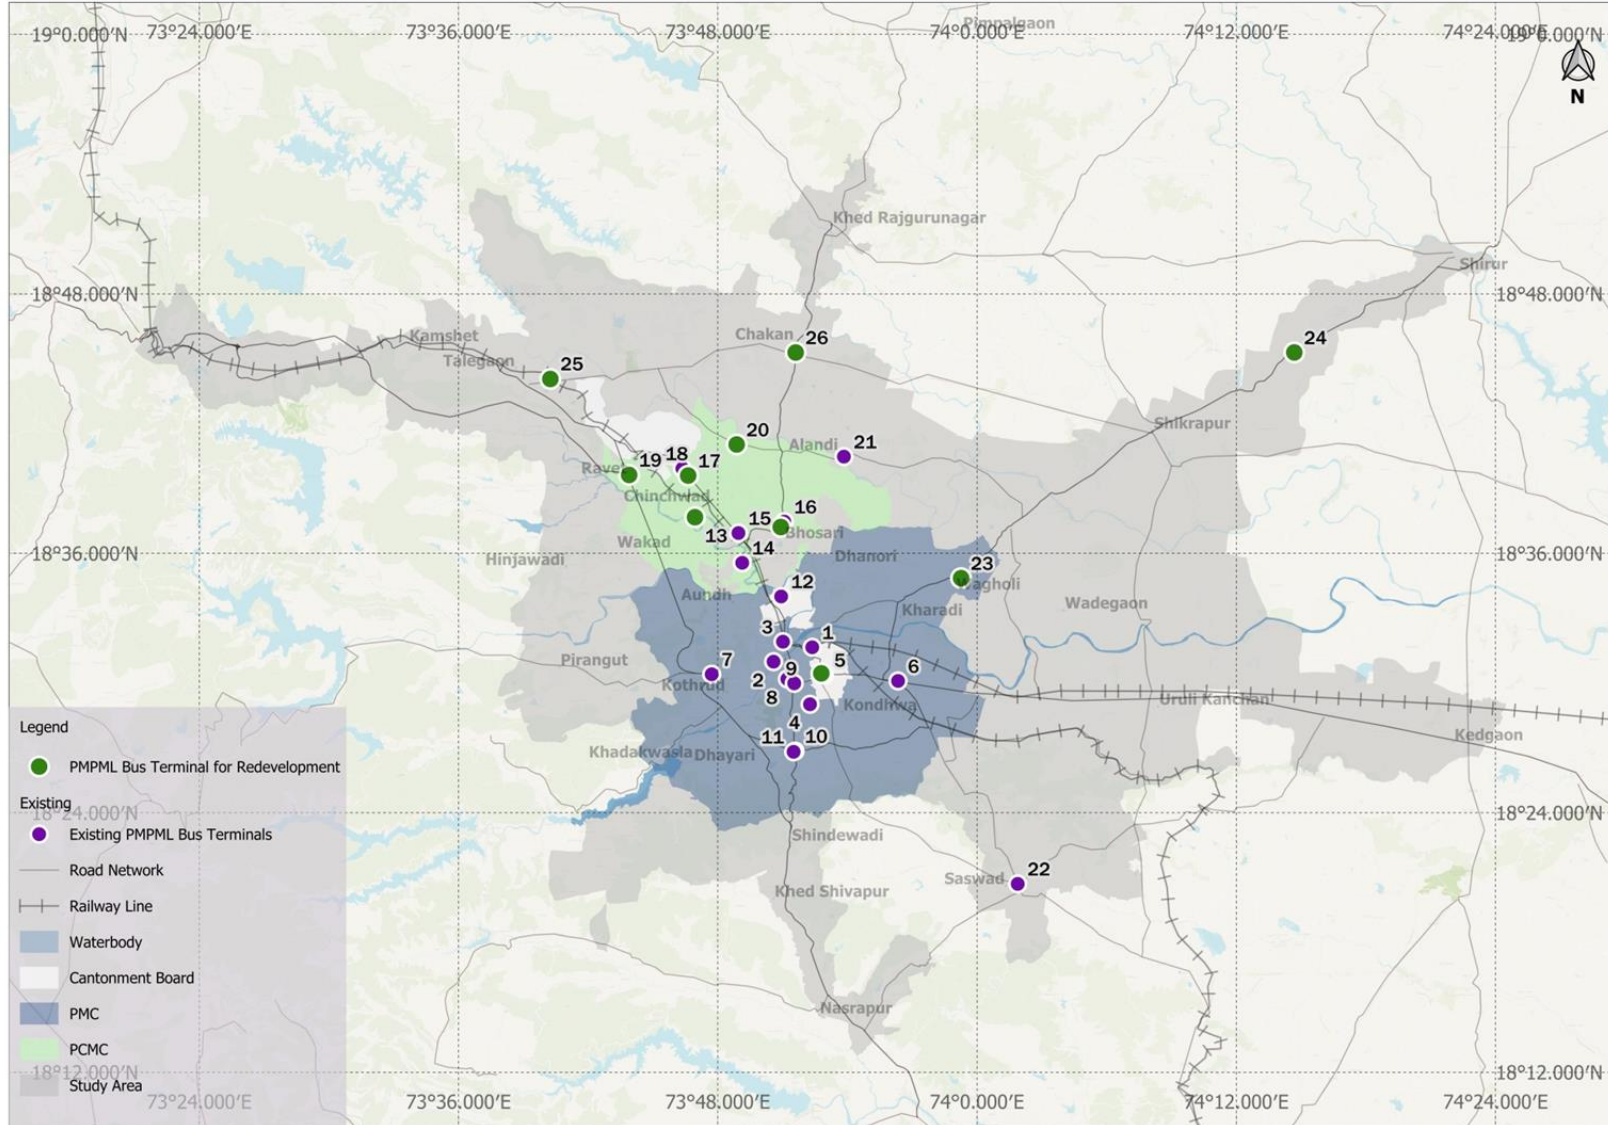 Pimpalgaon
19°0.000'N 73°24.000'E 73°36.000'E 73°48.000'E 74°0.000'E 74°12.000'E 74°24.000'E 19°0.000'N
N
Khed Rajgurunagar
Shirur
18°48.000'N 18°48.000'N
Kamshet Chakan 26 24
Talegaon 25
Shikrapur
20 Alandi 21
Ravet 19 18 17
Chinchwad
13 15 16
Wakad Bhosari
18°36.000'N 14 Dhanori 18°36.000'N
Hinjawadi
23
Wagholi
Aundh 12 Kharadi Wadegaon
3 1
Pirangut 7 2 9 5 6
Kothrud 8 Kondhwa Uruli Kanchan
4
11 10 Kedgaon
Khadakwasla Dhayari
Legend
PMPML Bus Terminal for Redevelopment
Existing
18°24.000'N 18°24.000'N
Existing PMPML Bus Terminals
Shindewadi
Road Network
Saswad 22
Khed Shivapur
Railway Line
Waterbody
Cantonment Board
Nasrapur
PMC
PCMC
18°12.000'N 18°12.000'N
Study Area
73°24.000'E 73°36.000'E 73°48.000'E 74°0.000'E 74°12.000'E 74°24.000'E